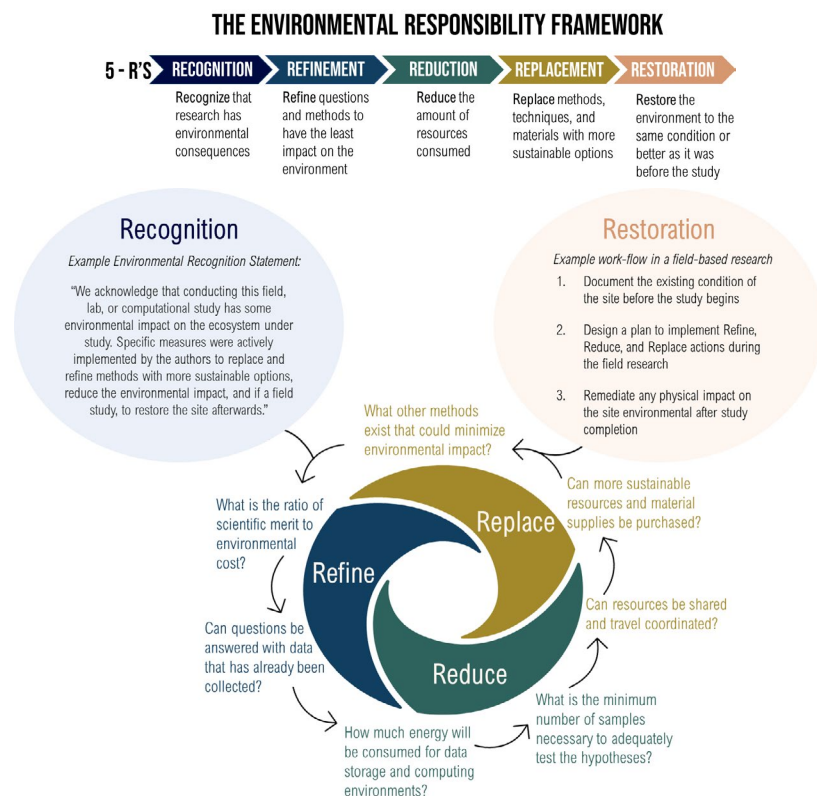 THE ENVIRONMENTAL RESPONSIBILITY FRAMEWORK
5 - R'S
RECOGNITION
REFINEMENT
REDUCTION
REPLACEMENT
RESTORATION
Recognize that
research has
environmental
consequences
Refine questions
and methods to
have the least
impact on the
environment
Reduce the
amount of
resources
consumed
Replace methods,
techniques, and
materials with more
sustainable options
Restore the
environment to the
same condition or
better as it was
before the study
Recognition
Example Environmental Recognition Statement:
“We acknowledge that conducting this field,
lab, or computational study has some
environmental impact on the ecosystem under
study. Specific measures were actively
implemented by the authors to replace and
refine methods with more sustainable options,
reduce the environmental impact, and if a field
study, to restore the site afterwards.”
Restoration
Example work-flow in a field-based research
1. Document the existing condition of
the site before the study begins
2. Design a plan to implement Refine,
Reduce, and Replace actions during
the field research
3. Remediate any physical impact on
the site environmental after study
completion
What other methods
exist that could minimize
environmental impact?
What is the ratio of
scientific merit to
environmental
cost?
Can questions be
answered with data
that has already been
collected?
How much energy will
be consumed for data
storage and computing
environments?
What is the minimum
number of samples
necessary to adequately
test the hypotheses?
Can resources be shared
and travel coordinated?
Can more sustainable
resources and material
supplies be purchased?
Replace
Refine
Reduce